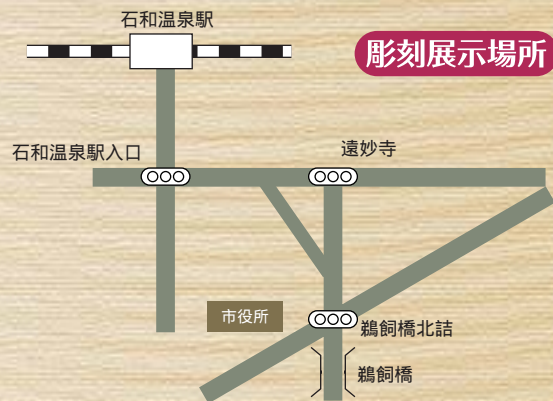 石和温泉駅
彫刻展示場所
石和温泉駅入口
遠妙寺
市役所
鵜飼橋北詰
鵜飼橋